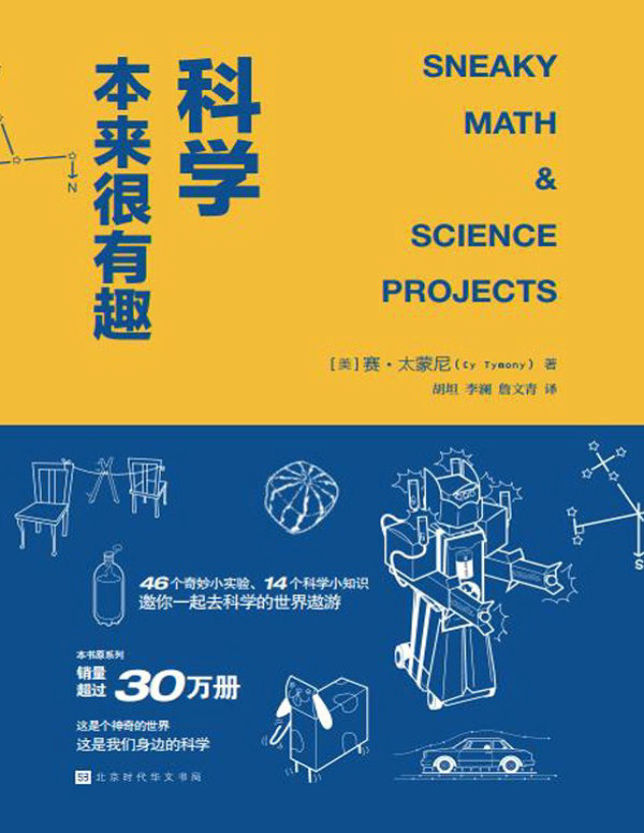 科学
本来很有趣
SNEAKY
MATH
&
SCIENCE
PROJECTS
[美]赛·太蒙尼(Cy Tymony) 著
胡坦 李斓 詹文青 译
N
S
46个奇妙小实验、14个科学小知识
邀你一起去科学的世界遨游
本书原系列
销量
超过 30万册
这是个神奇的世界
这是我们身边的科学
北京时代华文书局